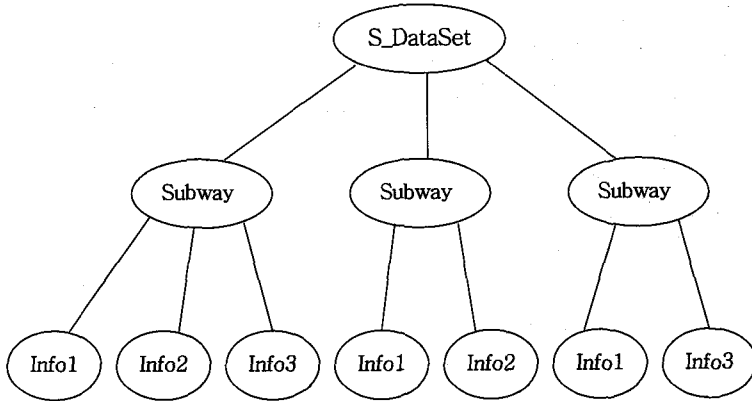 S_DataSet
Subway Subway Subway
Info1 Info2 Info3 Info1 Info2 Info1 Info3